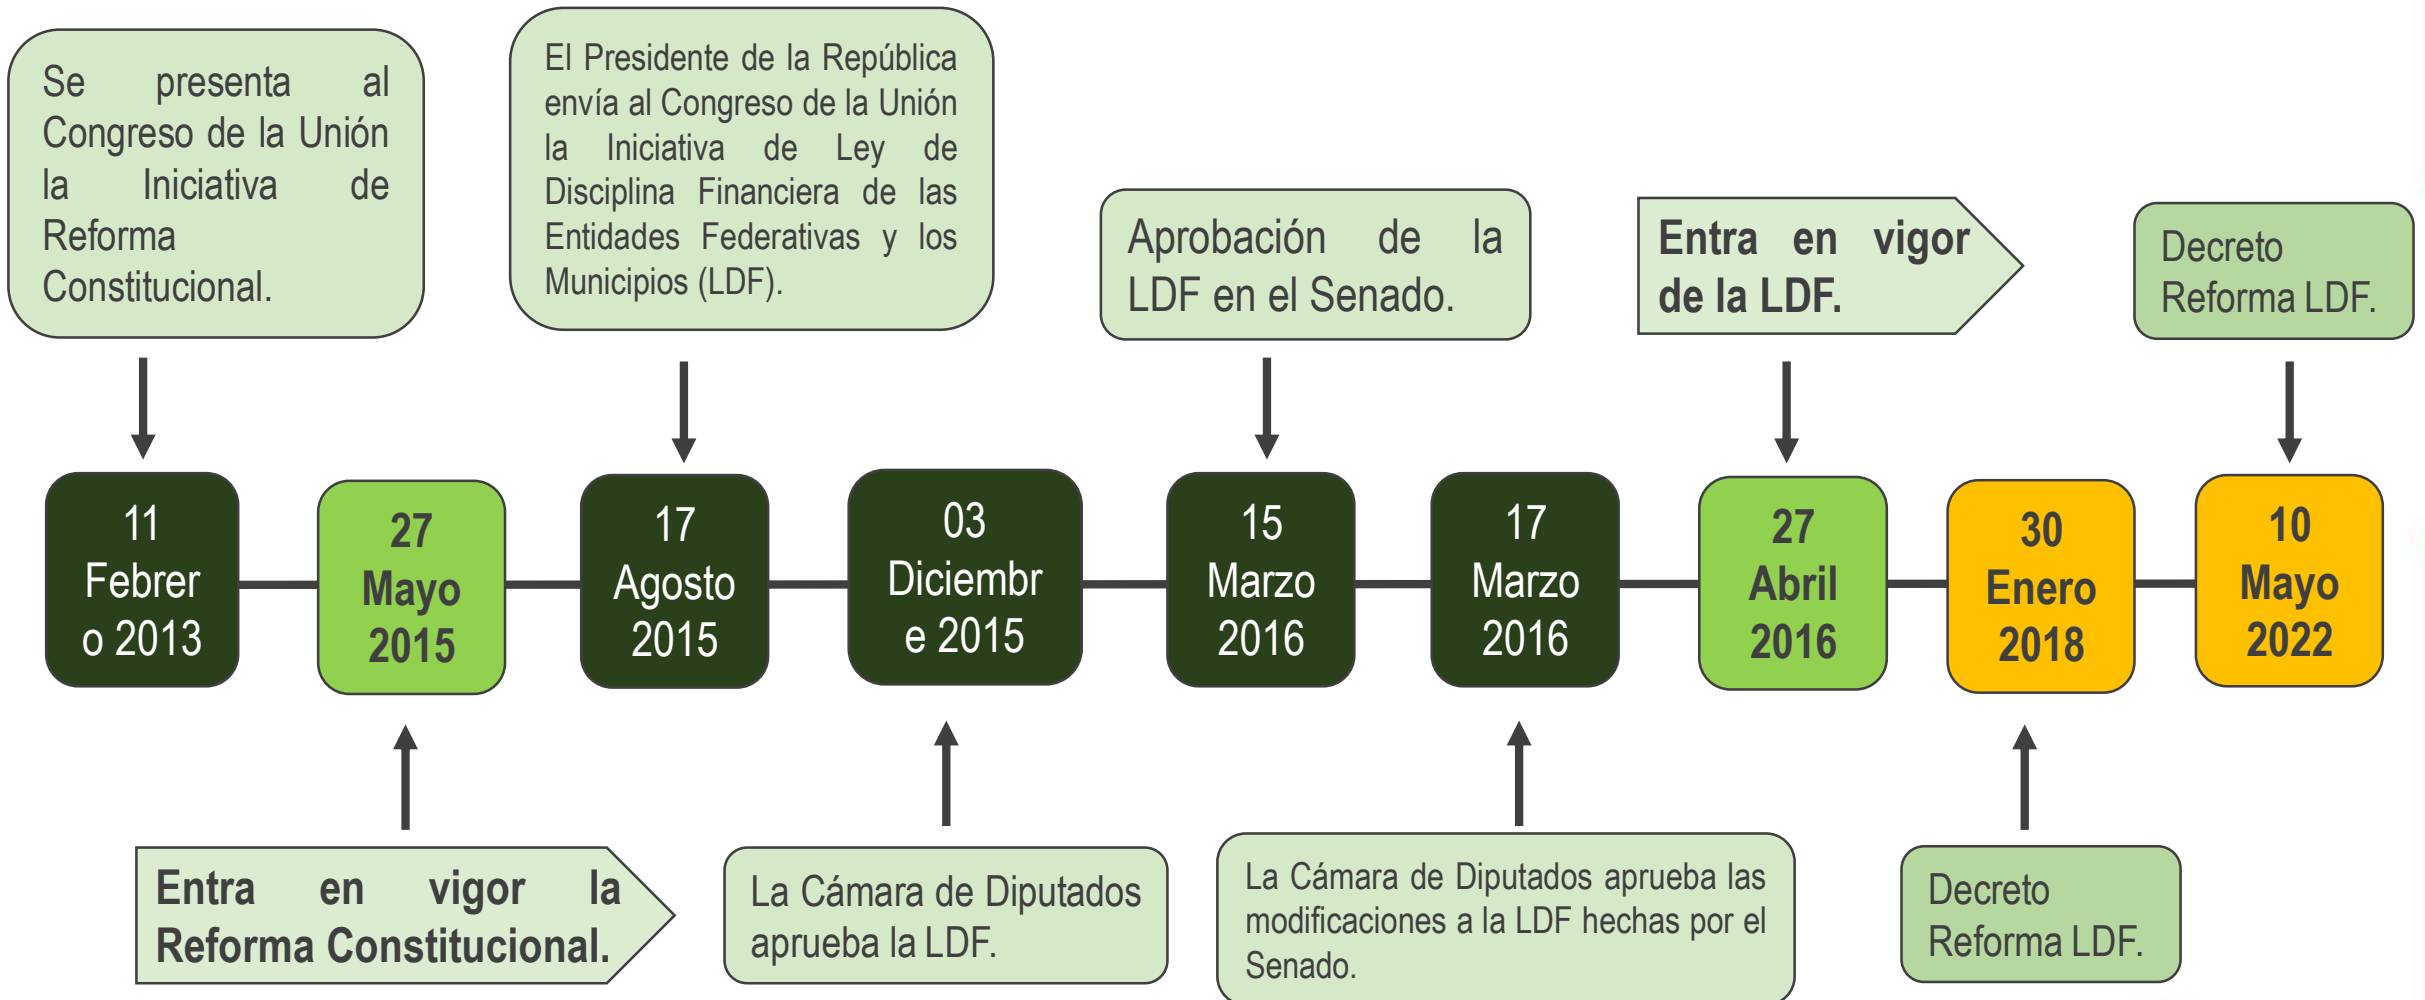 Se presenta al
Congreso de la Unión
la Iniciativa de
Reforma
Constitucional.
El Presidente de la República
envía al Congreso de la Unión
la Iniciativa de Ley de
Disciplina Financiera de las
Entidades Federativas y los
Municipios (LDF).
Aprobación de la
LDF en el Senado.
Entra en vigor
de la LDF.
Decreto
Reforma LDF.
11
Febrer
o 2013
27
Mayo
2015
17
Agosto
2015
03
Diciembr
e 2015
15
Marzo
2016
17
Marzo
2016
27
Abril
2016
30
Enero
2018
10
Mayo
2022
Entra en vigor la
Reforma Constitucional.
La Cámara de Diputados
aprueba la LDF.
La Cámara de Diputados aprueba las
modificaciones a la LDF hechas por el
Senado.
Decreto
Reforma LDF.